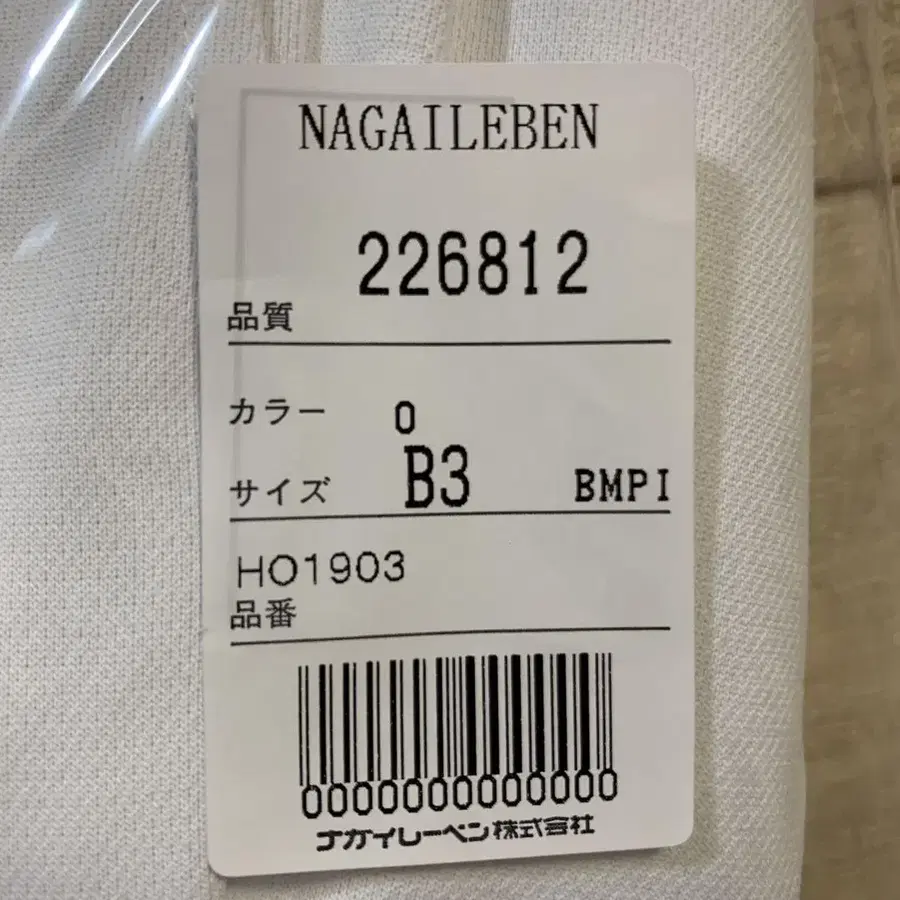 NAGAILEBEN
226812
品質
カラー 0
サイズ B3 BMPI
HO1903
品番
0000000000000
ナガイレーベン株式会社